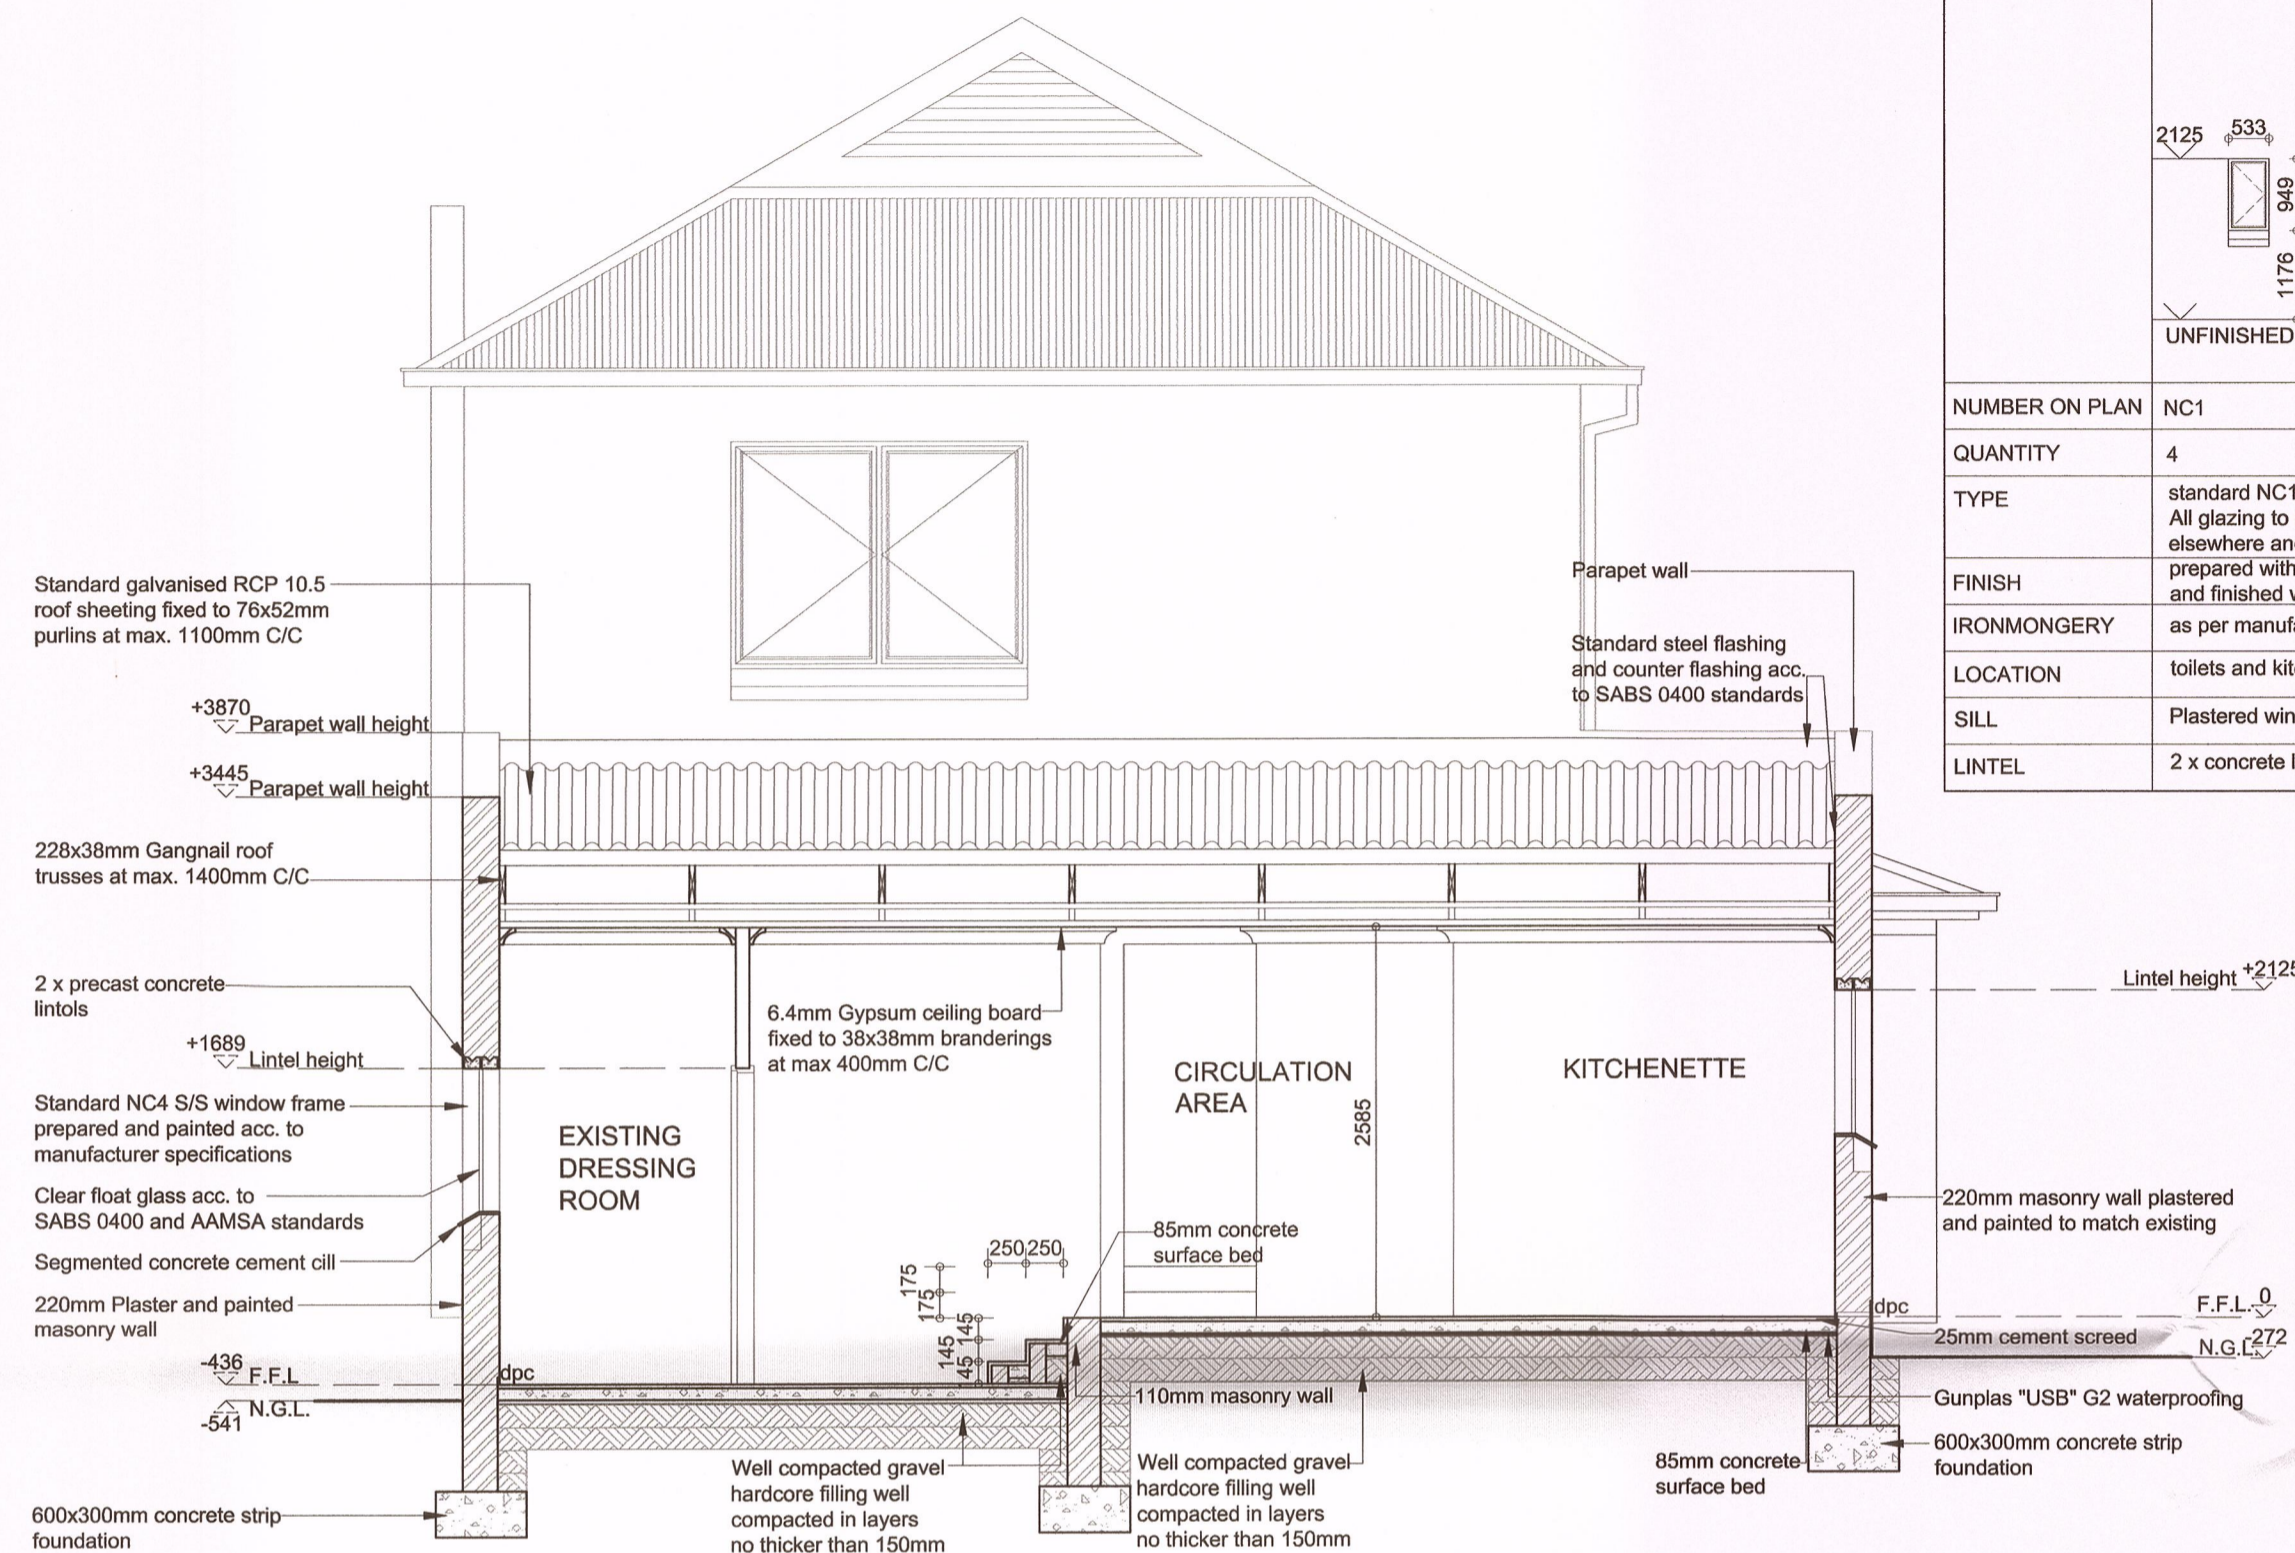 Standard galvanised RCP 10.5
roof sheeting fixed to 76x52mm
purlins at max. 1100mm C/C
+3870
Parapet wall height
+3445
Parapet wall height
228x38mm Gangnail roof
trusses at max. 1400mm C/C
2 x precast concrete
lintols
+1689
Lintel height
Standard NC4 S/S window frame
prepared and painted acc. to
manufacturer specifications
Clear float glass acc. to
SABS 0400 and AAMSA standards
Segmented concrete cement cill
220mm Plaster and painted
masonry wall
-436
F.F.L
N.G.L.
-541
600x300mm concrete strip
foundation
dpc
EXISTING
DRESSING
ROOM
6.4mm Gypsum ceiling board
fixed to 38x38mm branderings
at max 400mm C/C
CIRCULATION
AREA
2585
KITCHENETTE
85mm concrete
surface bed
250 250
175
175
145
145
45
110mm masonry wall
Well compacted gravel
hardcore filling well
compacted in layers
no thicker than 150mm
Well compacted gravel
hardcore filling well
compacted in layers
no thicker than 150mm
85mm concrete
surface bed
Parapet wall
Standard steel flashing
and counter flashing acc.
to SABS 0400 standards
Lintel height +2125
220mm masonry wall plastered
and painted to match existing
dpc
F.F.L. 0
25mm cement screed
N.G.L. -272
Gunplas "USB" G2 waterproofing
600x300mm concrete strip
foundation
2125 533
949
1176
UNFINISHED
NUMBER ON PLAN NC1
QUANTITY 4
TYPE standard NC1
All glazing to
elsewhere an
FINISH prepared with
and finished
IRONMONGERY as per manuf
LOCATION toilets and kit
SILL Plastered win
LINTEL 2 x concrete